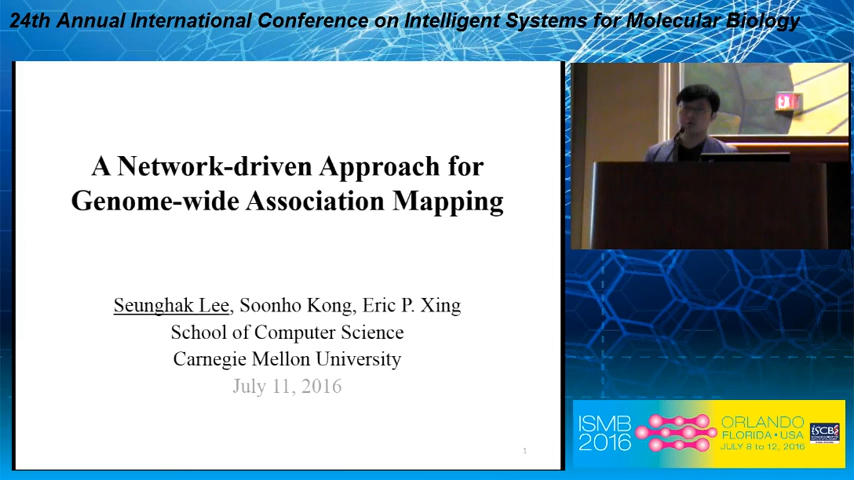 24th Annual International Conference on Intelligent Systems for Molecular Biology
A Network-driven Approach for
Genome-wide Association Mapping
Seunghak Lee, Soonho Kong, Eric P. Xing
School of Computer Science
Carnegie Mellon University
July 11, 2016
1
ISMB
2016
ORLANDO
FLORIDA • USA
JULY 8 to 12, 2016
ISCB